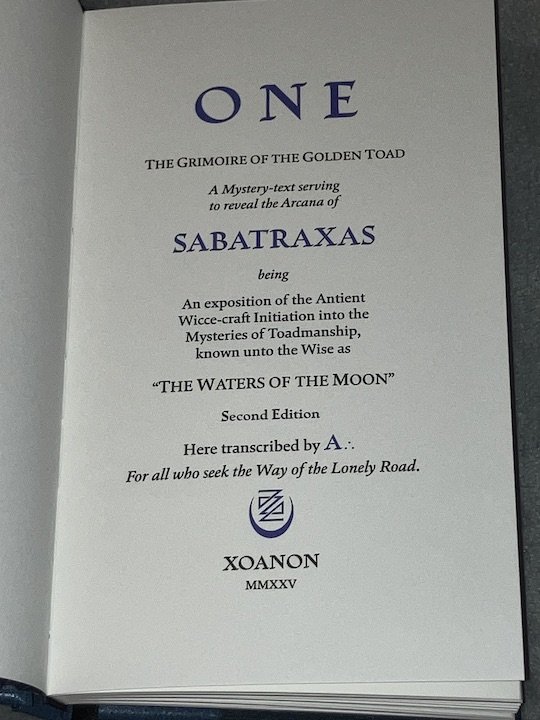 ONE
THE GRIMOIRE OF THE GOLDEN TOAD
A Mystery-text serving
to reveal the Arcana of
SABATRAXAS
being
An exposition of the Antient
Wicce-craft Initiation into the
Mysteries of Toadmanship,
known unto the Wise as
“THE WATERS OF THE MOON”
Second Edition
Here transcribed by A∴
For all who seek the Way of the Lonely Road.
XOANON
MMXXV